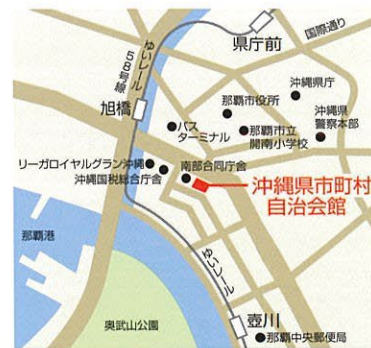 国際通り
県庁前
ゆいレール
58号線
沖縄県庁
那覇市役所
旭橋
バス
ターミナル
那覇市立
開南小学校
沖縄県
警察本部
リーガロイヤルグラン沖縄
沖縄国税総合庁舎
南部合同庁舎
沖縄県市町村
自治会館
那覇港
ゆいレール
奥武山公園
壺川
那覇中央郵便局